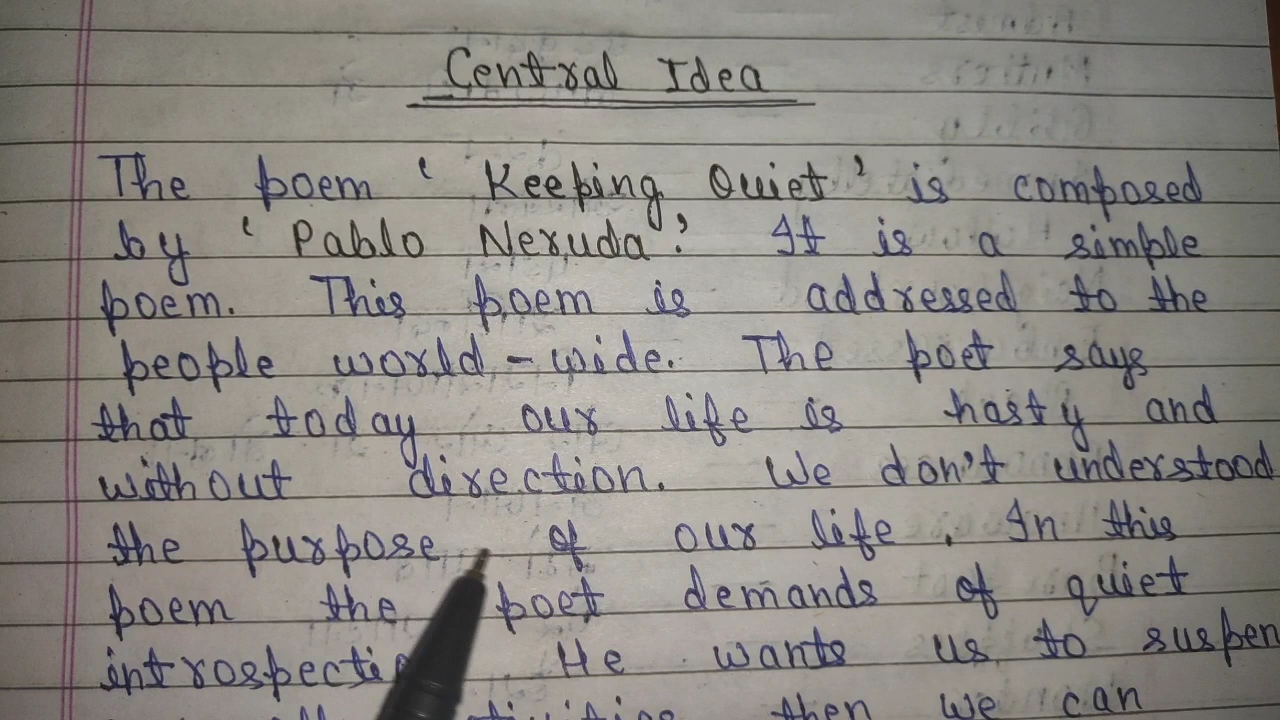 Central Idea
The poem ' Keeping Quiet ' is composed
by ' Pablo Neruda'. It is a simple
poem. This poem is addressed to the
people world-wide. The poet says
that today our life is hasty and
without direction. We don't understood
the purpose of our life. In this
poem the poet demands of quiet
He wants us to suspen
then we can